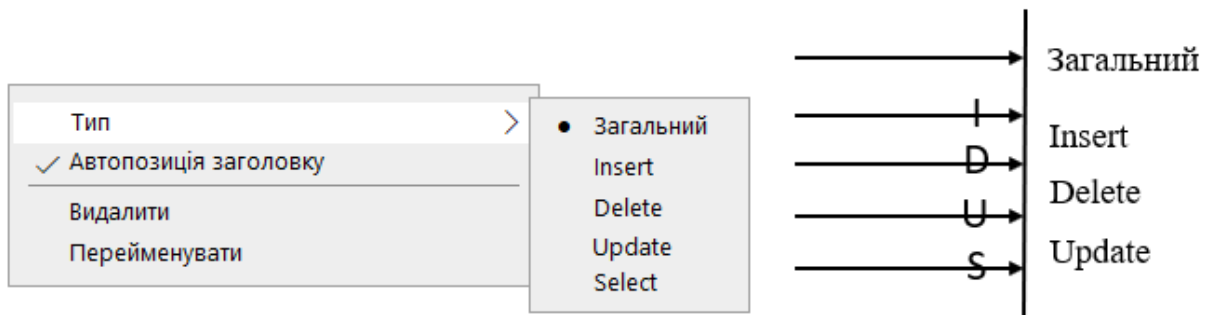 Тип
Автопозиція заголовку
Видалити
Перейменувати
Загальний
Insert
Delete
Update
Select
I
D
U
S
Загальний
Insert
Delete
Update